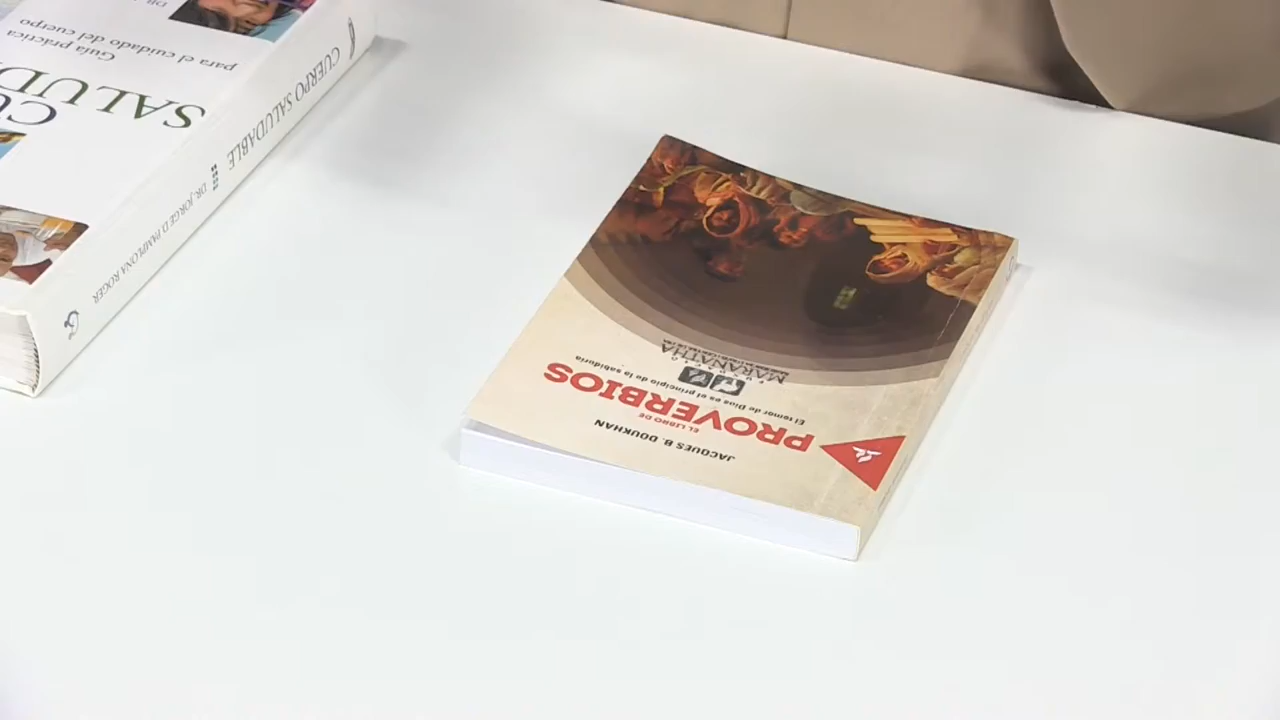 JACQUES B. DOUKHAN
EL LIBRO DE
PROVERBIOS
El temor de Dios es el principio de la sabiduría
MARANATHA
SALUD
Guía práctica
para el cuidado del cuerpo
CUERPO SALUDABLE
DR. JORGE D. PAMPLONA ROGER